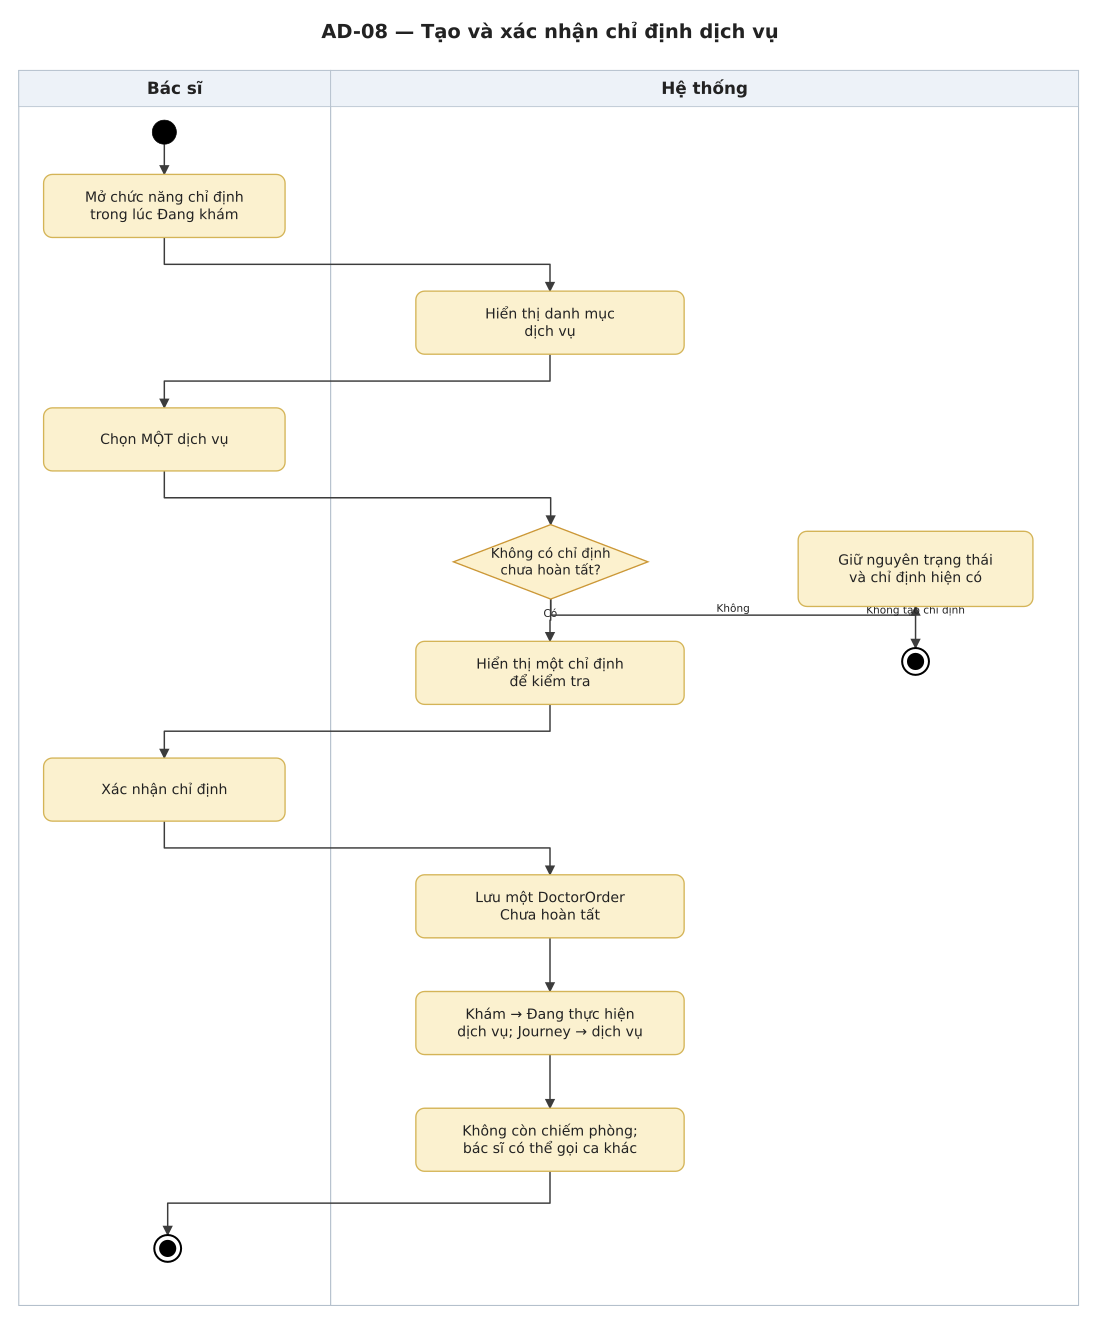 AD-08 — Tạo và xác nhận chỉ định dịch vụ
Bác sĩ
Hệ thống
Mở chức năng chỉ định
trong lúc Đang khám
Hiển thị danh mục
dịch vụ
Chọn MỘT dịch vụ
Không có chỉ định
chưa hoàn tất?
Giữ nguyên trạng thái
và chỉ định hiện có
Có
Không
Không tạo chỉ định
Hiển thị một chỉ định
để kiểm tra
Xác nhận chỉ định
Lưu một DoctorOrder
Chưa hoàn tất
Khám → Đang thực hiện
dịch vụ; Journey → dịch vụ
Không còn chiếm phòng;
bác sĩ có thể gọi ca khác